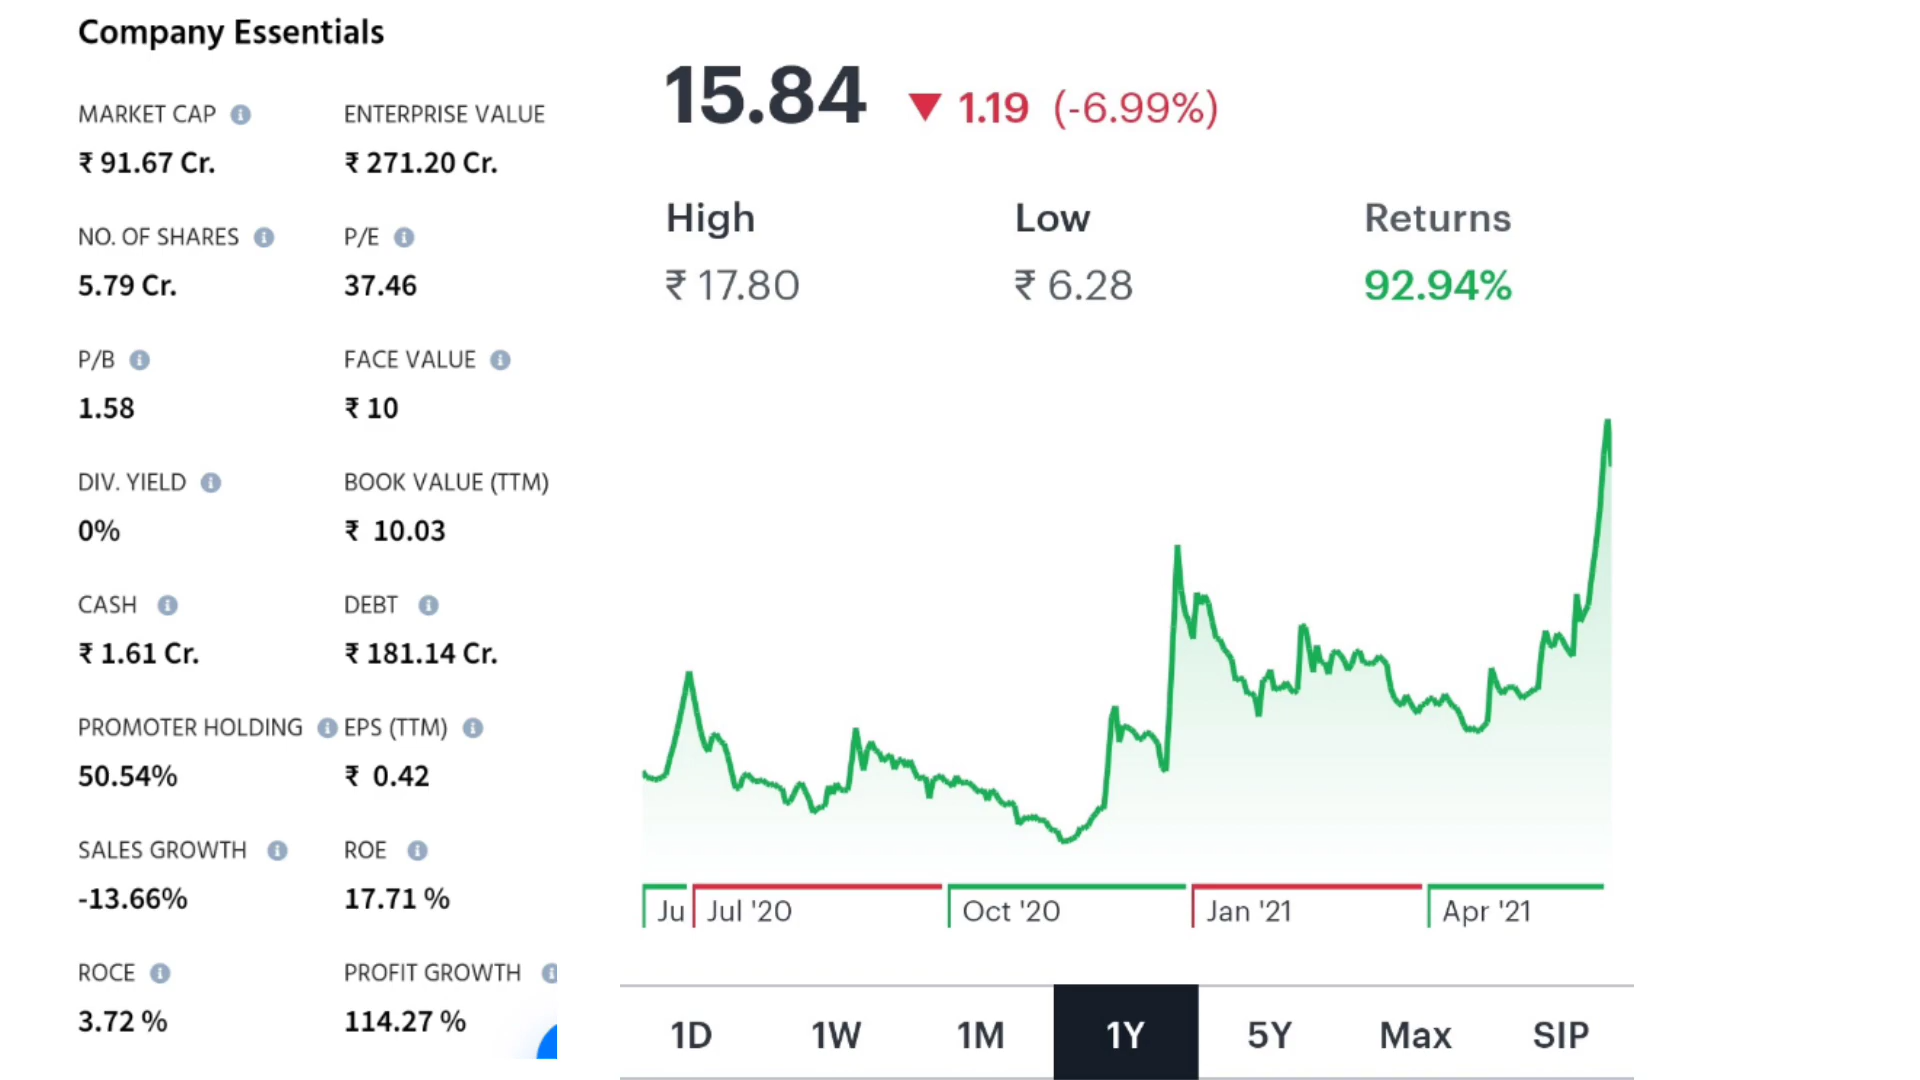 Company Essentials
MARKET CAP
₹ 91.67 Cr.
ENTERPRISE VALUE
₹ 271.20 Cr.
NO. OF SHARES
5.79 Cr.
P/E
37.46
P/B
1.58
FACE VALUE
₹ 10
DIV. YIELD
0%
BOOK VALUE (TTM)
₹ 10.03
CASH
₹ 1.61 Cr.
DEBT
₹ 181.14 Cr.
PROMOTER HOLDING
50.54%
EPS (TTM)
₹ 0.42
SALES GROWTH
-13.66%
ROE
17.71 %
ROCE
3.72 %
PROFIT GROWTH
114.27 %
15.84 ▼ 1.19 (-6.99%)
High
₹ 17.80
Low
₹ 6.28
Returns
92.94%
Ju Jul '20 Oct '20 Jan '21 Apr '21
1D 1W 1M 1Y 5Y Max SIP